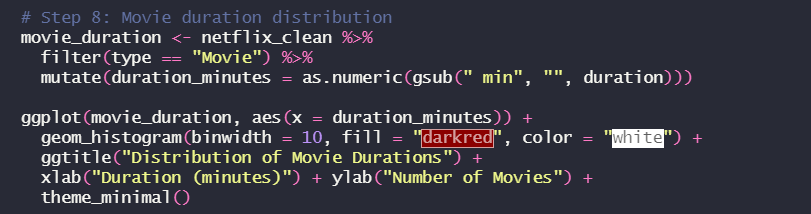 # Step 8: Movie duration distribution
movie_duration <- netflix_clean %>%
  filter(type == "Movie") %>%
  mutate(duration_minutes = as.numeric(gsub(" min", "", duration)))

ggplot(movie_duration, aes(x = duration_minutes)) +
  geom_histogram(binwidth = 10, fill = "darkred", color = "white") +
  ggtitle("Distribution of Movie Durations") +
  xlab("Duration (minutes)") + ylab("Number of Movies") +
  theme_minimal()